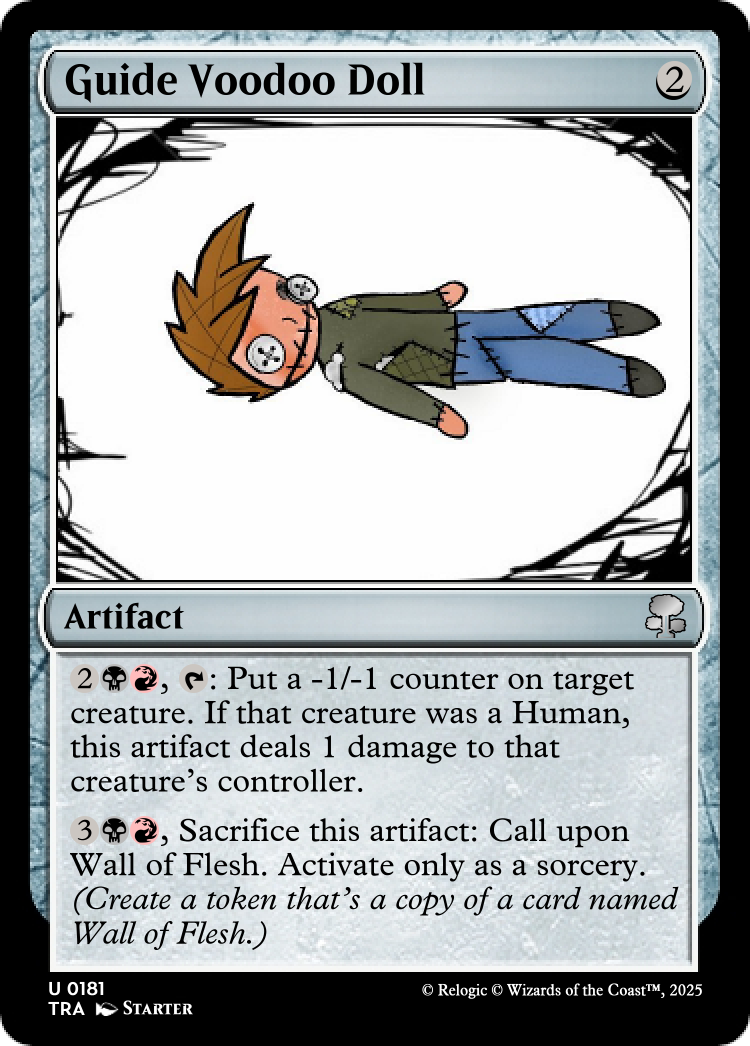 Guide Voodoo Doll 2
Artifact
2, : Put a -1/-1 counter on target
creature. If that creature was a Human,
this artifact deals 1 damage to that
creature's controller.
3, Sacrifice this artifact: Call upon
Wall of Flesh. Activate only as a sorcery.
(Create a token that's a copy of a card named
Wall of Flesh.)
U 0181
TRA STARTER
© Relogic © Wizards of the Coast™, 2025